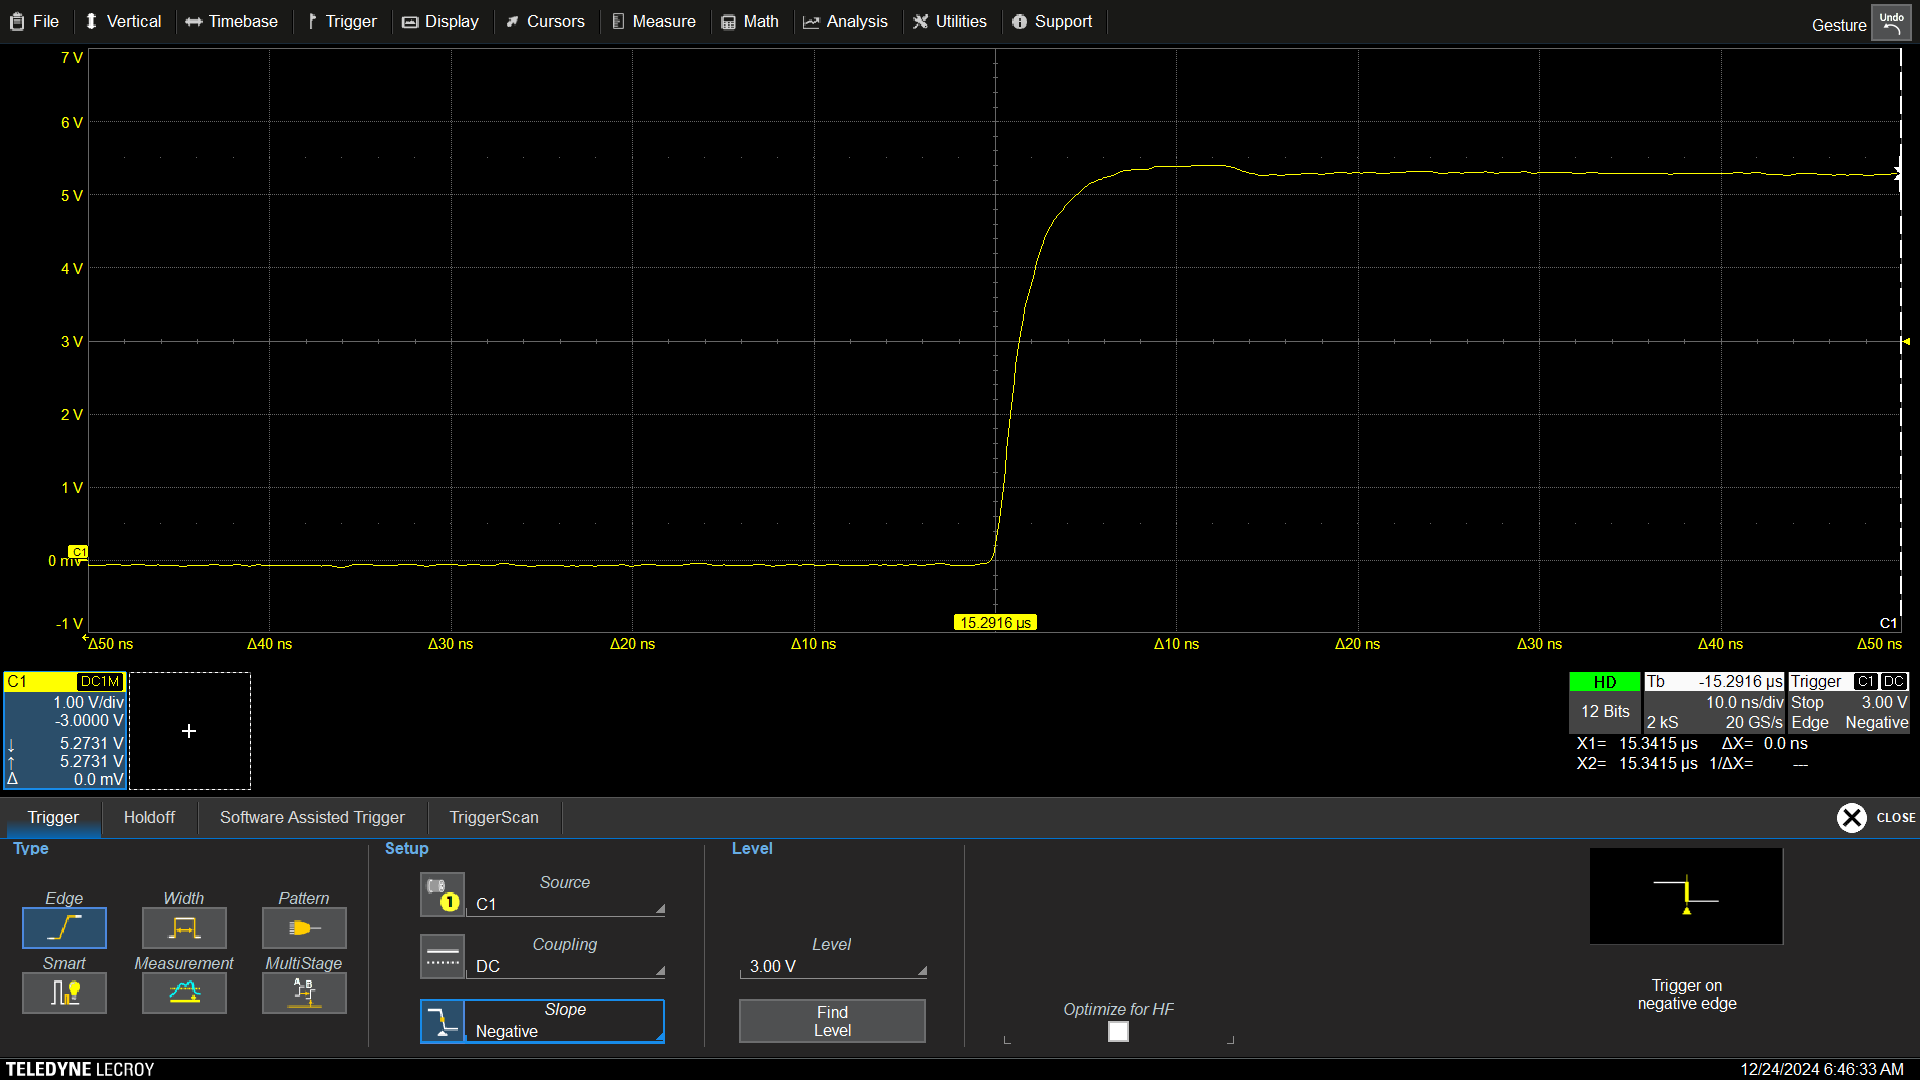 File Vertical Timebase Trigger Display Cursors Measure Math Analysis Utilities Support Gesture Undo
7 V
6 V
5 V
4 V
3 V
2 V
1 V
C1
0 mV
-1 V
15.2916 µs
C1
Δ50 ns Δ40 ns Δ30 ns Δ20 ns Δ10 ns Δ10 ns Δ20 ns Δ30 ns Δ40 ns Δ50 ns
C1 DC1M
1.00 V/div
-3.0000 V
↓ 5.2731 V
↑ 5.2731 V
Δ 0.0 mV
+
HD
12 Bits
Tb -15.2916 µs
10.0 ns/div
2 kS 20 GS/s
Trigger C1 DC
Stop 3.00 V
Edge Negative
X1= 15.3415 µs ΔX= 0.0 ns
X2= 15.3415 µs 1/ΔX= ---
Trigger Holdoff Software Assisted Trigger TriggerScan CLOSE
Type
Edge Width Pattern
Smart Measurement MultiStage
A B
Setup
Source
1 C1
Coupling
DC
Slope
Negative
Level
Level
3.00 V
Find
Level
Optimize for HF
Trigger on
negative edge
TELEDYNE LECROY 12/24/2024 6:46:33 AM